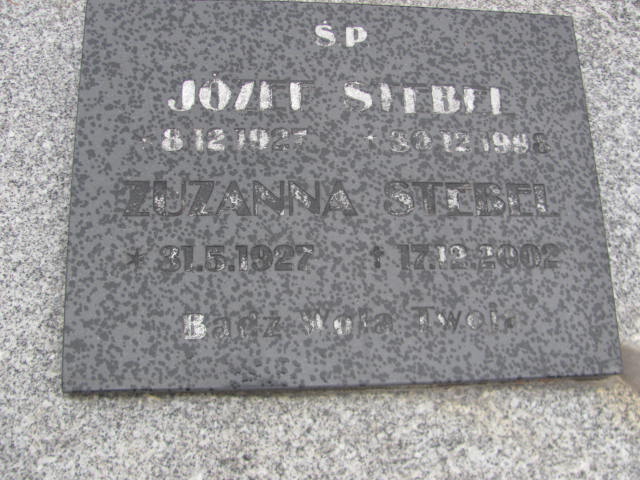 ŚP
JÓZEF STEBEL
* 8.12.1927 † 30.12.1988
ZUZANNA STEBEL
* 31.5.1927 † 17.12.2002
Bądź Wola Twoja